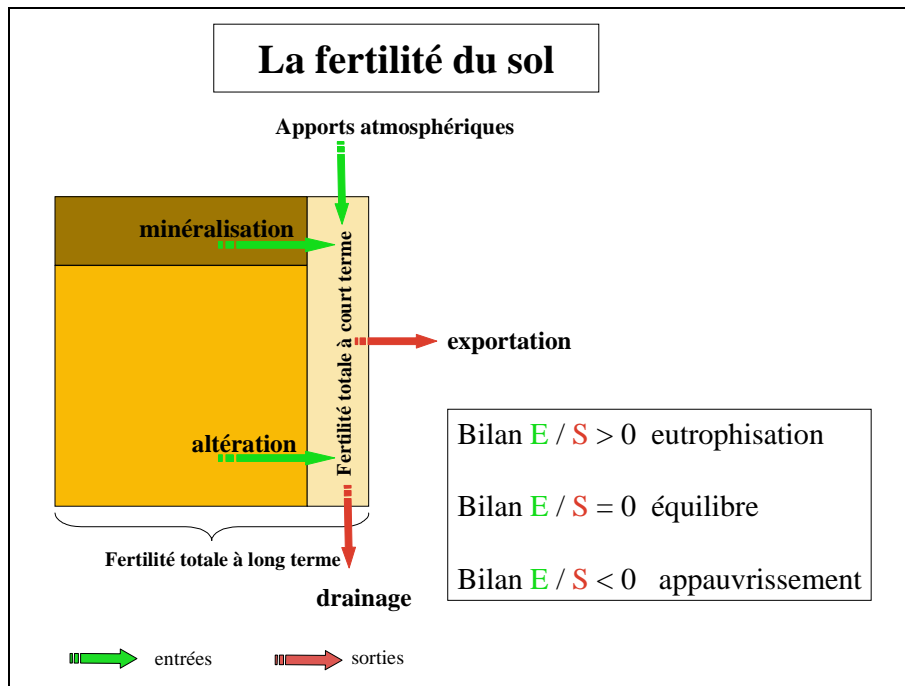 La fertilité du sol
Apports atmosphériques
minéralisation
Fertilité totale à court terme
exportation
altération
Bilan E / S > 0 eutrophisation
Bilan E / S = 0 équilibre
Bilan E / S < 0 appauvrissement
Fertilité totale à long terme
drainage
entrées
sorties